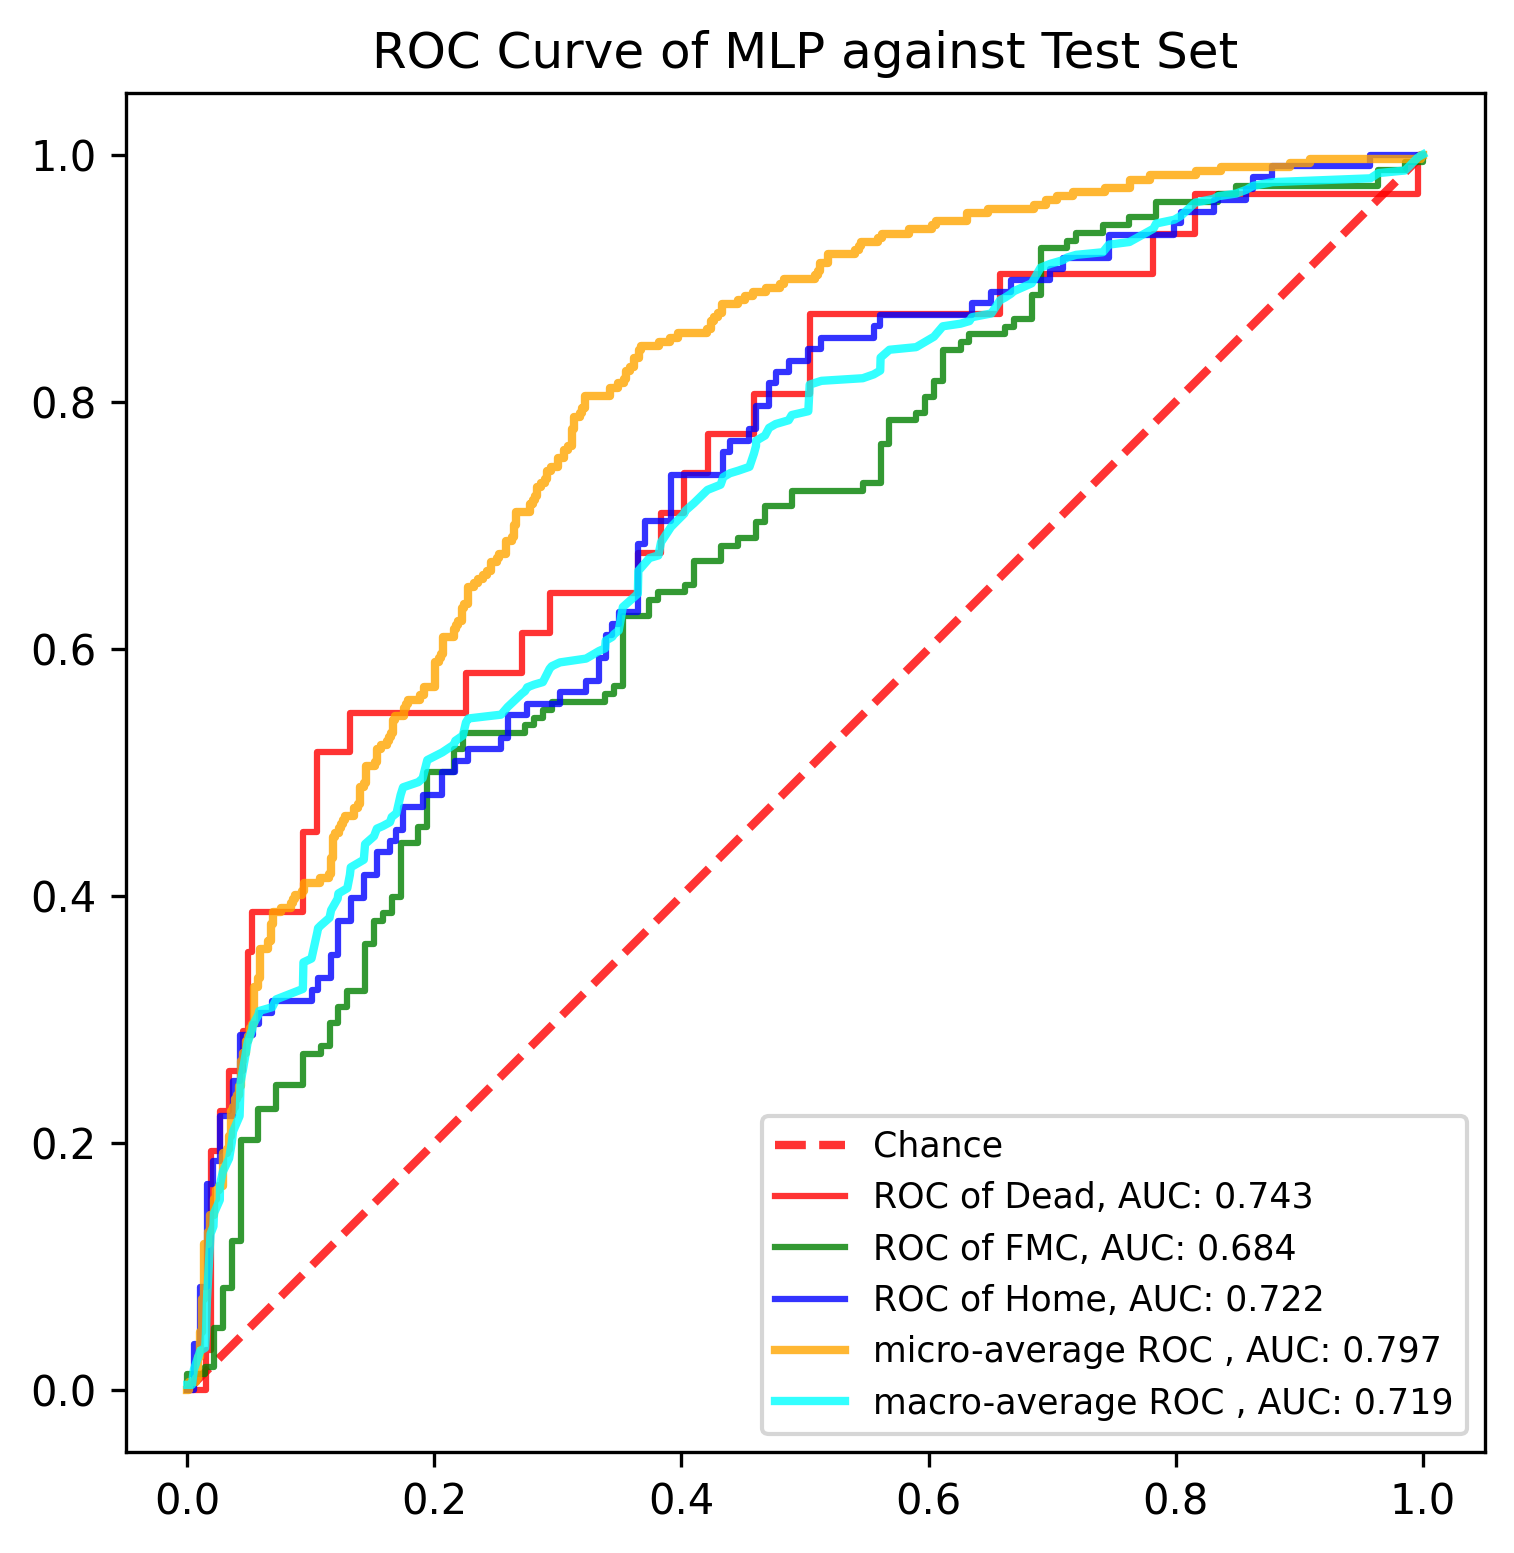 ROC Curve of MLP against Test Set
1.0
0.8
0.6
0.4
0.2
0.0
Chance
ROC of Dead, AUC: 0.743
ROC of FMC, AUC: 0.684
ROC of Home, AUC: 0.722
micro-average ROC , AUC: 0.797
macro-average ROC , AUC: 0.719
0.0 0.2 0.4 0.6 0.8 1.0